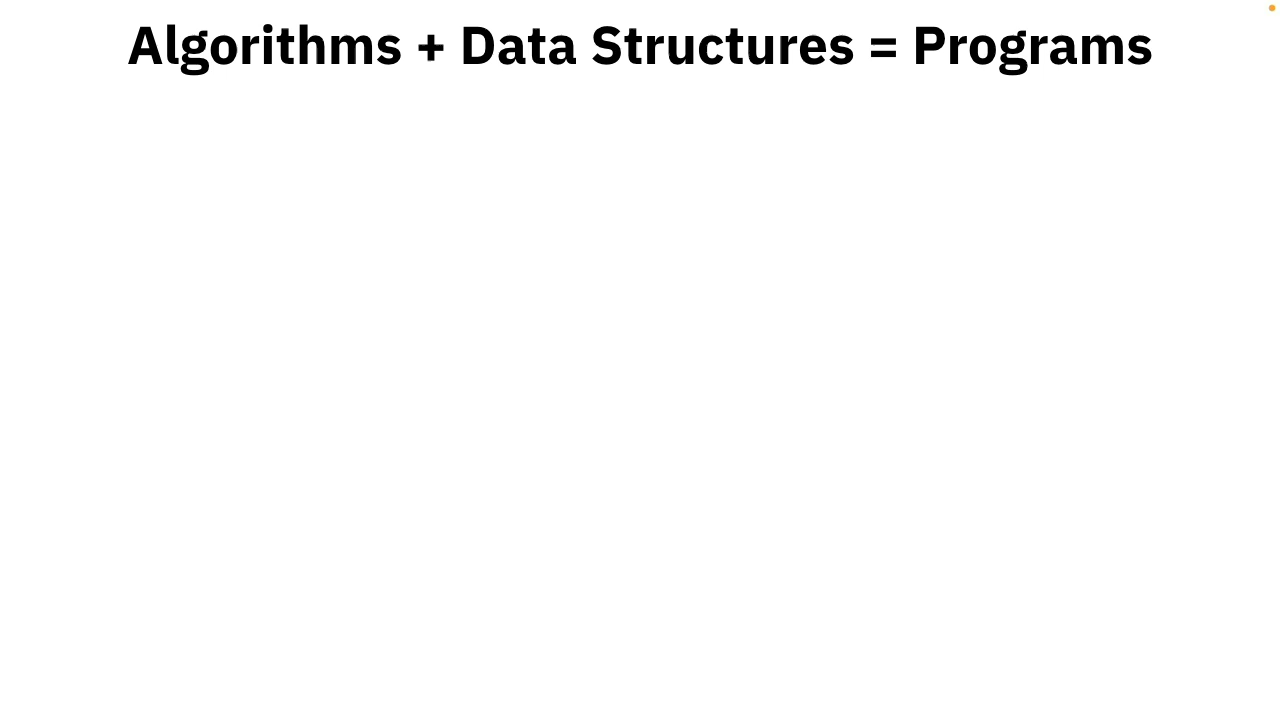 Algorithms + Data Structures = Programs